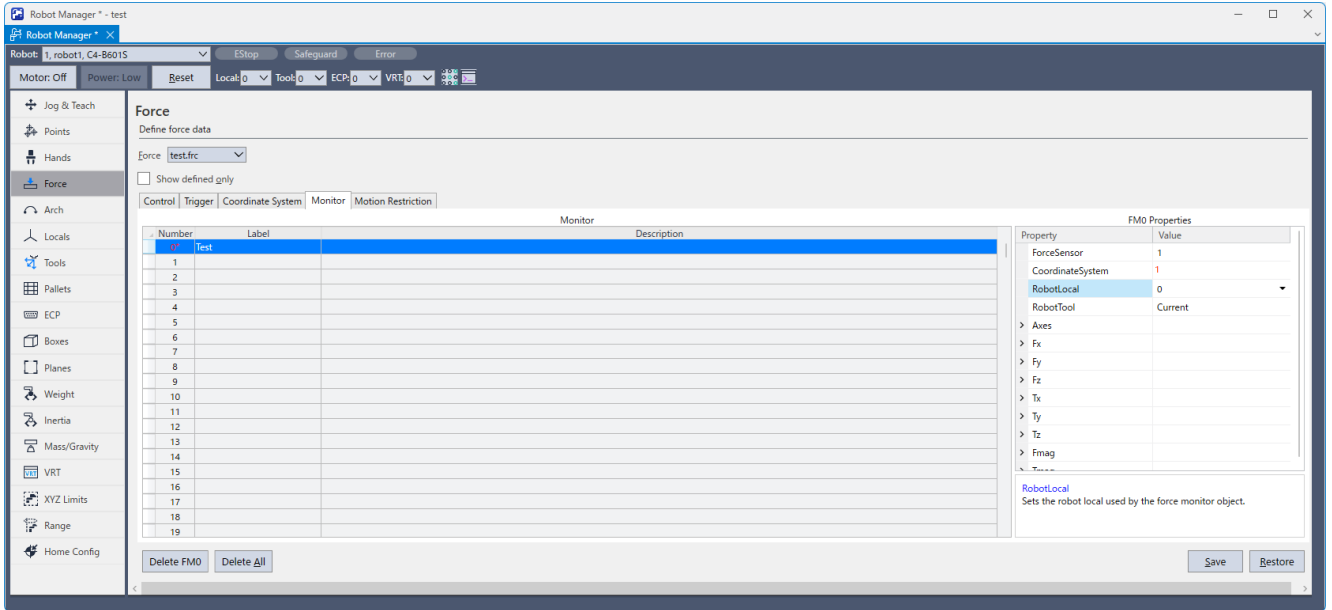 Robot Manager * - test
Robot Manager *
Robot: 1, robot1, C4-B601S EStop Safeguard Error
Motor: Off Power: Low Reset Local: 0 Tool: 0 ECP: 0 VRT: 0
Jog & Teach
Points
Hands
Force
Arch
Locals
Tools
Pallets
ECP
Boxes
Planes
Weight
Inertia
Mass/Gravity
VRT VRT
XYZ Limits
Range
Home Config
Force
Define force data
Force test.frc
Show defined only
Control Trigger Coordinate System Monitor Motion Restriction
Monitor
Number Label Description
0* Test
1
2
3
4
5
6
7
8
9
10
11
12
13
14
15
16
17
18
19
FM0 Properties
Property Value
ForceSensor 1
CoordinateSystem 1
RobotLocal 0
RobotTool Current
> Axes
> Fx
> Fy
> Fz
> Tx
> Ty
> Tz
> Fmag
> Tmag
RobotLocal
Sets the robot local used by the force monitor object.
Delete FM0 Delete All
Save Restore